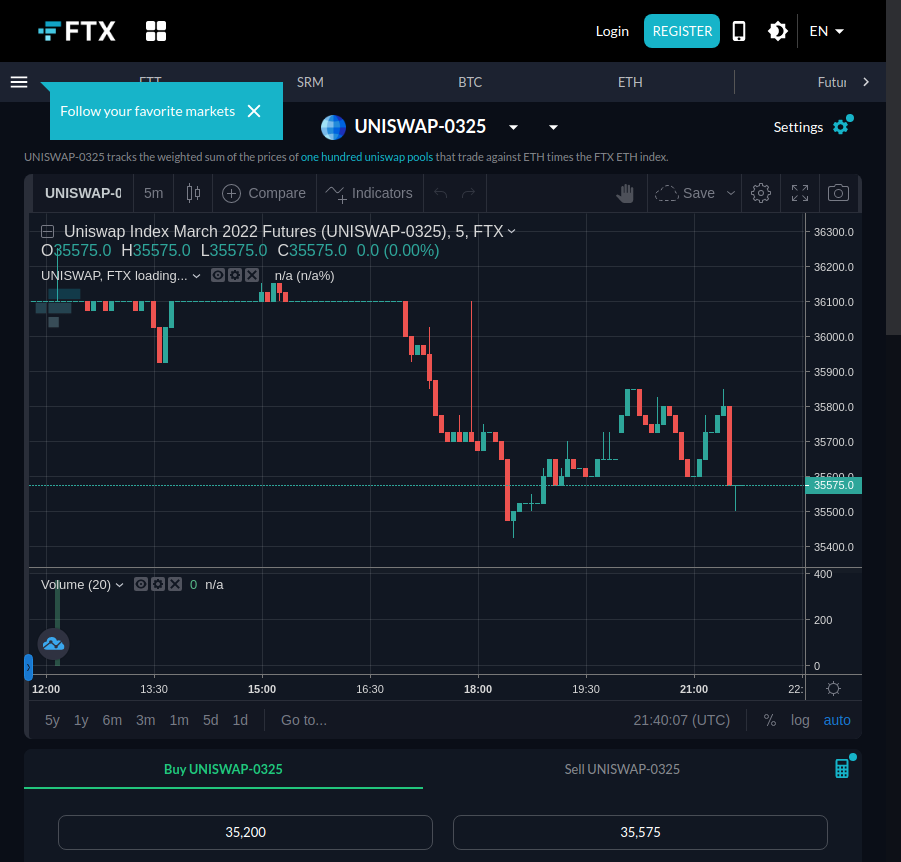 FTX
Login
REGISTER
EN
FTT
SRM
BTC
ETH
Futur
Follow your favorite markets
UNISWAP-0325
Settings
UNISWAP-0325 tracks the weighted sum of the prices of one hundred uniswap pools that trade against ETH times the FTX ETH index.
UNISWAP-0
5m
Compare
Indicators
Save
Uniswap Index March 2022 Futures (UNISWAP-0325), 5, FTX
O35575.0 H35575.0 L35575.0 C35575.0 0.0 (0.00%)
UNISWAP, FTX loading... n/a (n/a%)
36300.0
36200.0
36100.0
36000.0
35900.0
35800.0
35700.0
35600.0
35575.0
35500.0
35400.0
Volume (20) 0 n/a
400
200
0
12:00 13:30 15:00 16:30 18:00 19:30 21:00 22:
5y 1y 6m 3m 1m 5d 1d Go to... 21:40:07 (UTC) % log auto
Buy UNISWAP-0325
Sell UNISWAP-0325
35,200
35,575